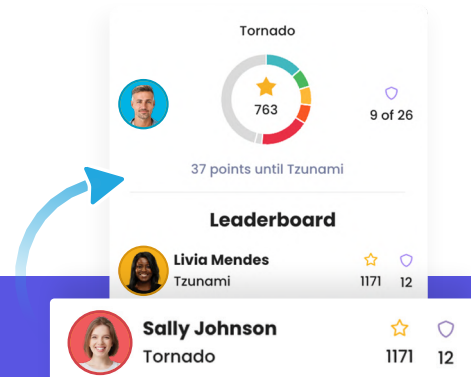 Tornado
763
9 of 26
37 points until Tzunami
Leaderboard
Livia Mendes
Tzunami
1171 12
Sally Johnson
Tornado
1171 12